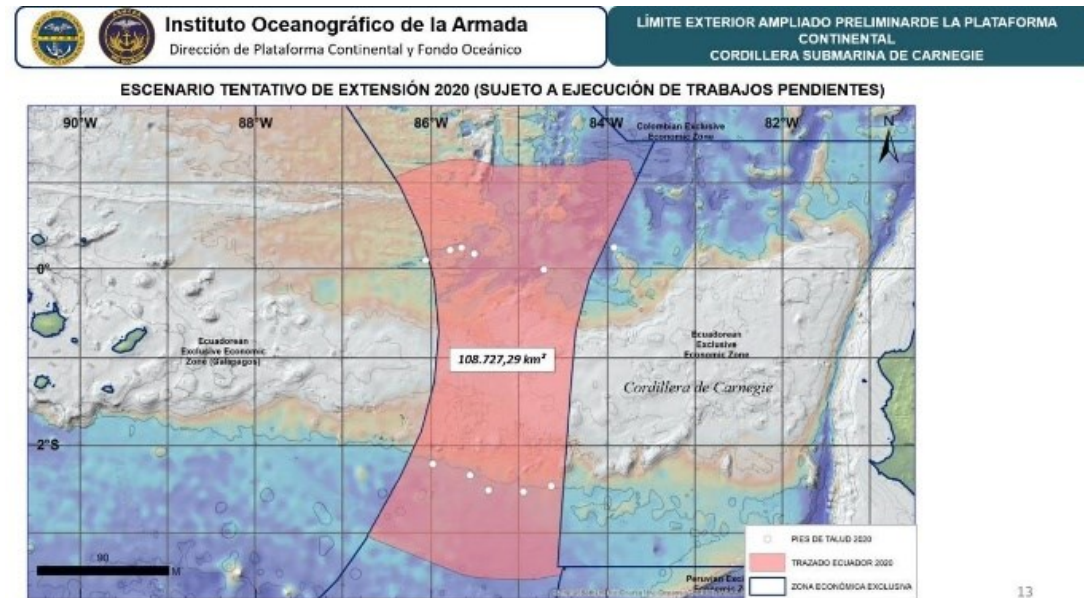 Instituto Oceanográfico de la Armada
Dirección de Plataforma Continental y Fondo Oceánico
LÍMITE EXTERIOR AMPLIADO PRELIMINARDE LA PLATAFORMA
CONTINENTAL
CORDILLERA SUBMARINA DE CARNEGIE
ESCENARIO TENTATIVO DE EXTENSIÓN 2020 (SUJETO A EJECUCIÓN DE TRABAJOS PENDIENTES)
90°W 88°W 86°W 84°W 82°W N
Colombian Exclusive
Economic Zone
0°
Ecuadorean
Exclusive Economic
Zone (Galapagos)
Ecuadorean
Exclusive
Economic Zone
108.727,29 km²
Cordillera de Carnegie
2°S
90
M
Peruvian Exc
Economic Z
PIES DE TALUD 2020
TRAZADO ECUADOR 2020
ZONA ECONÓMICA EXCLUSIVA
13